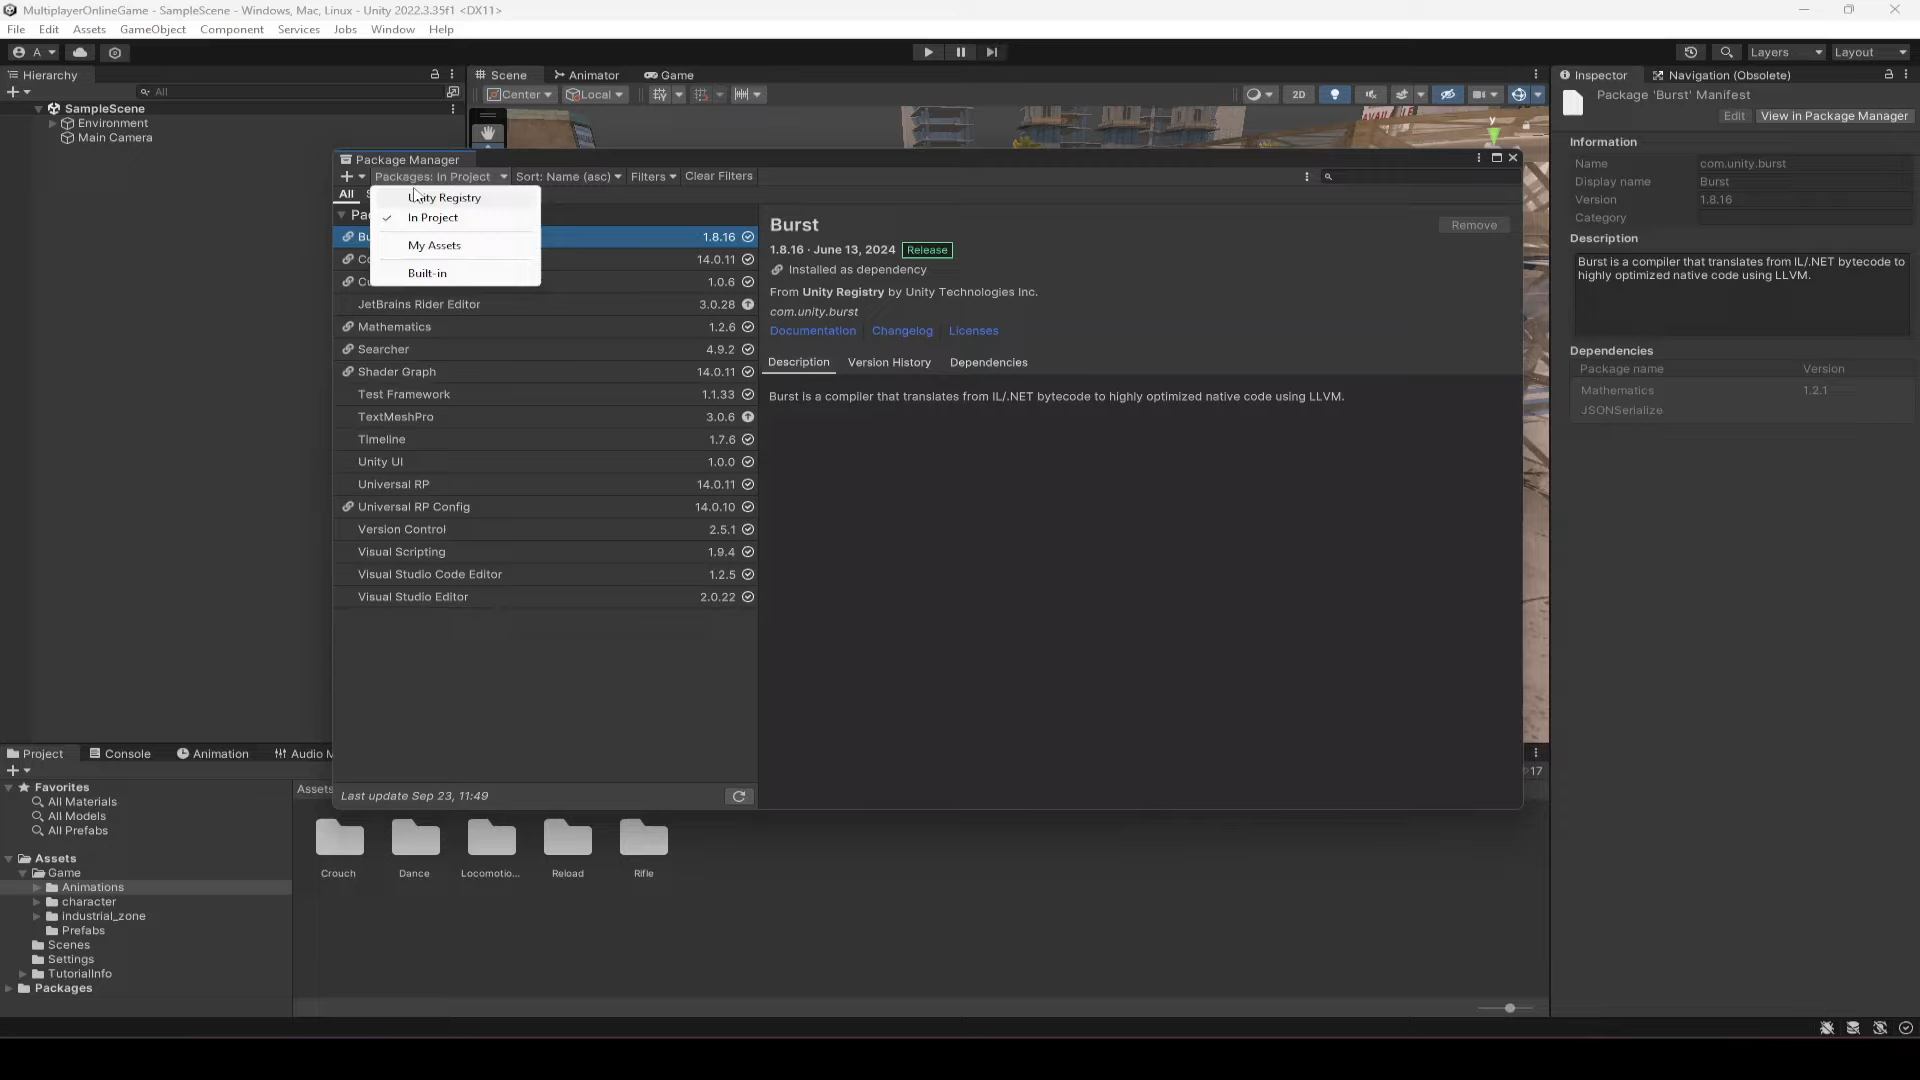 MultiplayerOnlineGame - SampleScene - Windows, Mac, Linux - Unity 2022.3.35f1 <DX11>
File Edit Assets GameObject Component Services Jobs Window Help
A Layers Layout
Hierarchy
All
SampleScene
Environment
Main Camera
Scene Animator Game
Center Local 2D
Package Manager
Packages: In Project Sort: Name (asc) Filters Clear Filters
All
Unity Registry
In Project
My Assets
Built-in
1.8.16
14.0.11
1.0.6
JetBrains Rider Editor 3.0.28
Mathematics 1.2.6
Searcher 4.9.2
Shader Graph 14.0.11
Test Framework 1.1.33
TextMeshPro 3.0.6
Timeline 1.7.6
Unity UI 1.0.0
Universal RP 14.0.11
Universal RP Config 14.0.10
Version Control 2.5.1
Visual Scripting 1.9.4
Visual Studio Code Editor 1.2.5
Visual Studio Editor 2.0.22
Last update Sep 23, 11:49
Burst
Remove
1.8.16 · June 13, 2024 Release
Installed as dependency
From Unity Registry by Unity Technologies Inc.
com.unity.burst
Documentation Changelog Licenses
Description Version History Dependencies
Burst is a compiler that translates from IL/.NET bytecode to highly optimized native code using LLVM.
Inspector Navigation (Obsolete)
Package 'Burst' Manifest
Edit View in Package Manager
Information
Name com.unity.burst
Display name Burst
Version 1.8.16
Category
Description
Burst is a compiler that translates from IL/.NET bytecode to
highly optimized native code using LLVM.
Dependencies
Package name Version
Mathematics 1.2.1
JSONSerialize
Project Console Animation Audio M
17
Favorites
All Materials
All Models
All Prefabs
Assets
Game
Animations
character
industrial_zone
Prefabs
Scenes
Settings
TutorialInfo
Packages
Assets
Crouch Dance Locomotio... Reload Rifle